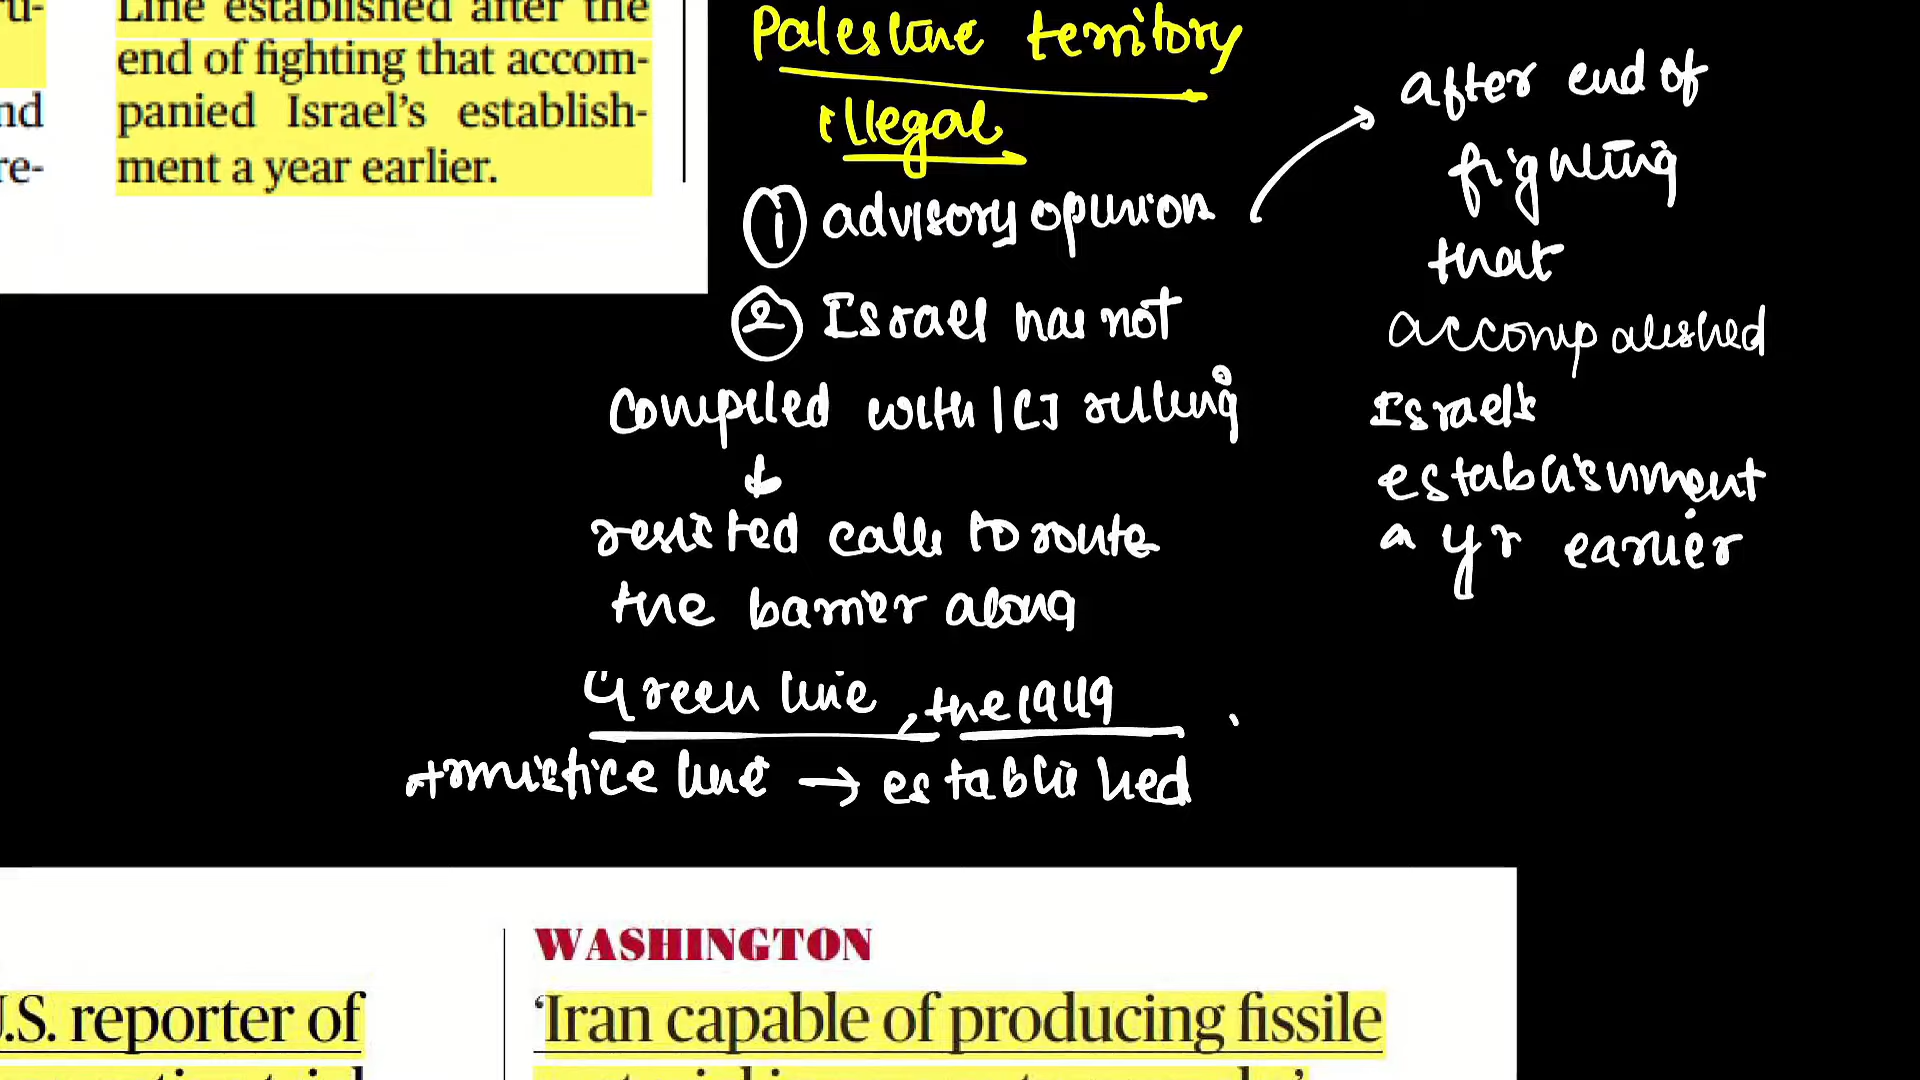 Line established after the
end of fighting that accom-
panied Israel's establish-
ment a year earlier.
ru-
nd
re-
Palestine territory
illegal
① advisory opinion
② Israel has not
compiled with ICJ ruling
resisted calls to route
the barrier along
Green line, the 1949
armistice line → established
after end of
fighting
that
accompalished
Israel's
establishment
a yr earlier
U.S. reporter of
WASHINGTON
'Iran capable of producing fissile